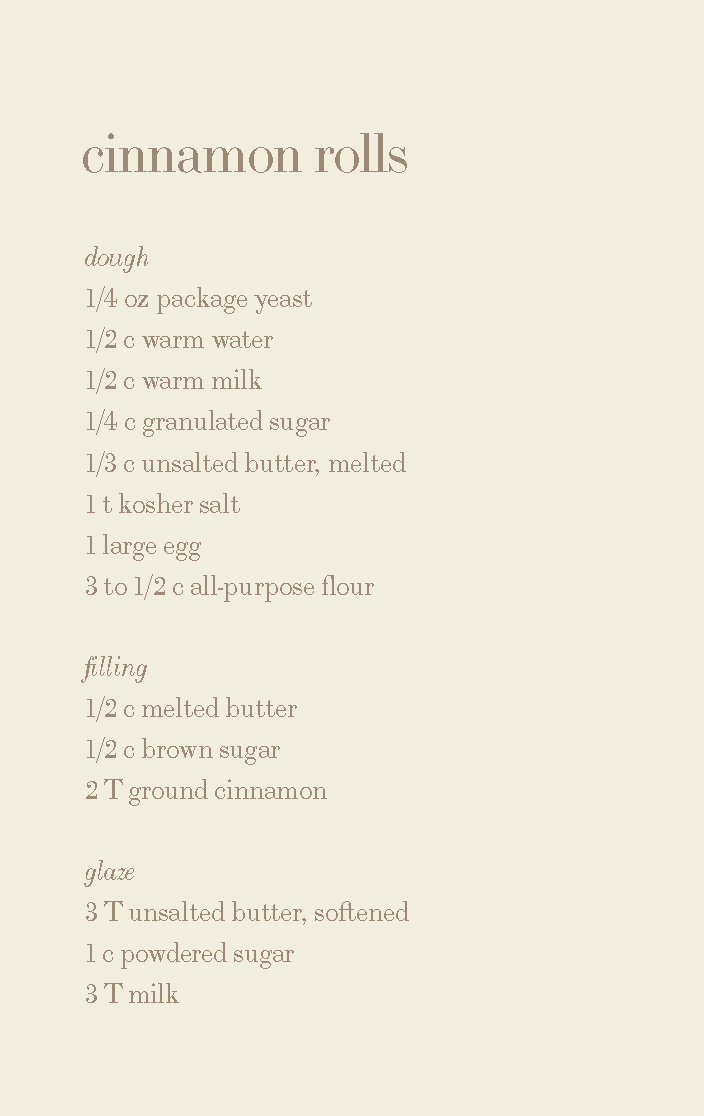 cinnamon rolls
dough
1/4 oz package yeast
1/2 c warm water
1/2 c warm milk
1/4 c granulated sugar
1/3 c unsalted butter, melted
1 t kosher salt
1 large egg
3 to 1/2 c all-purpose flour
filling
1/2 c melted butter
1/2 c brown sugar
2 T ground cinnamon
glaze
3 T unsalted butter, softened
1 c powdered sugar
3 T milk